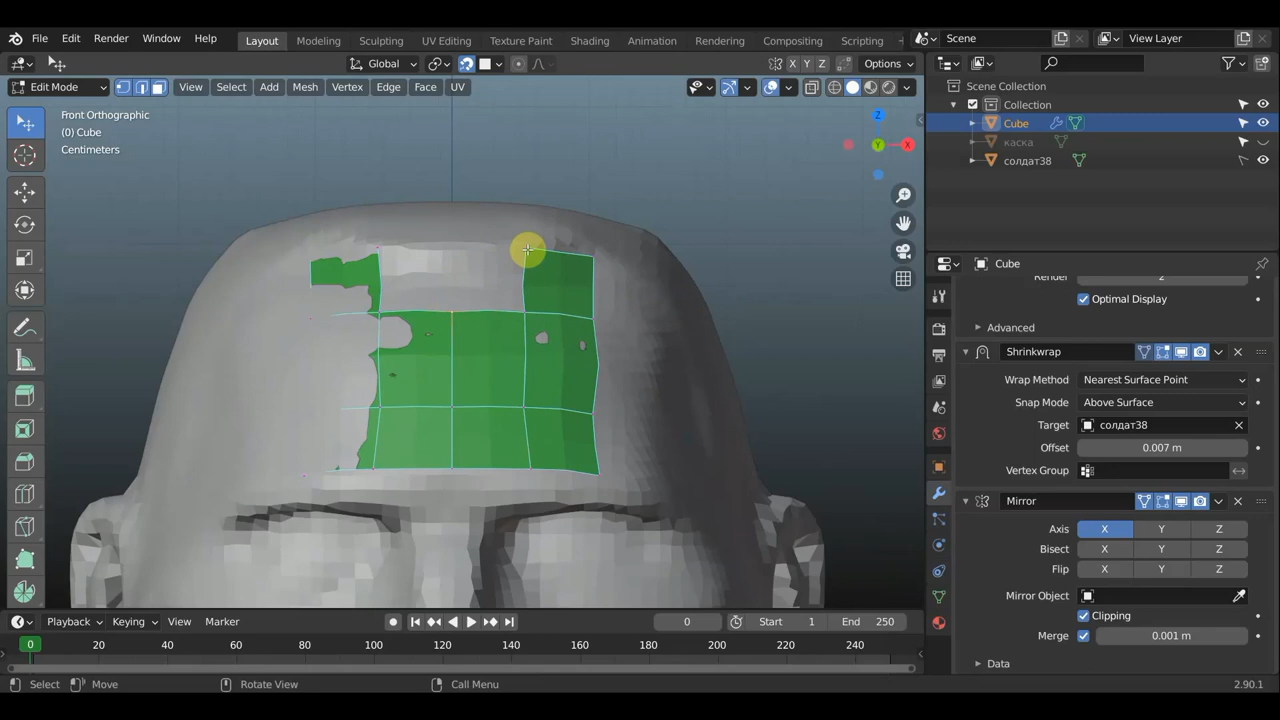 File Edit Render Window Help Layout Modeling Sculpting UV Editing Texture Paint Shading Animation Rendering Compositing Scripting Scene View Layer
Global X Y Z Options
Edit Mode View Select Add Mesh Vertex Edge Face UV
Front Orthographic
(0) Cube
Centimeters
Z
Y
X
Scene Collection
Collection
Cube
каска
солдат38
Cube
Render 2
Optimal Display
Advanced
Shrinkwrap
Wrap Method Nearest Surface Point
Snap Mode Above Surface
Target солдат38
Offset 0.007 m
Vertex Group
Mirror
Axis X Y Z
Bisect X Y Z
Flip X Y Z
Mirror Object
Clipping
Merge 0.001 m
Data
Playback Keying View Marker 0 Start 1 End 250
0 20 40 60 80 100 120 140 160 180 200 220 240
Select Move Rotate View Call Menu 2.90.1